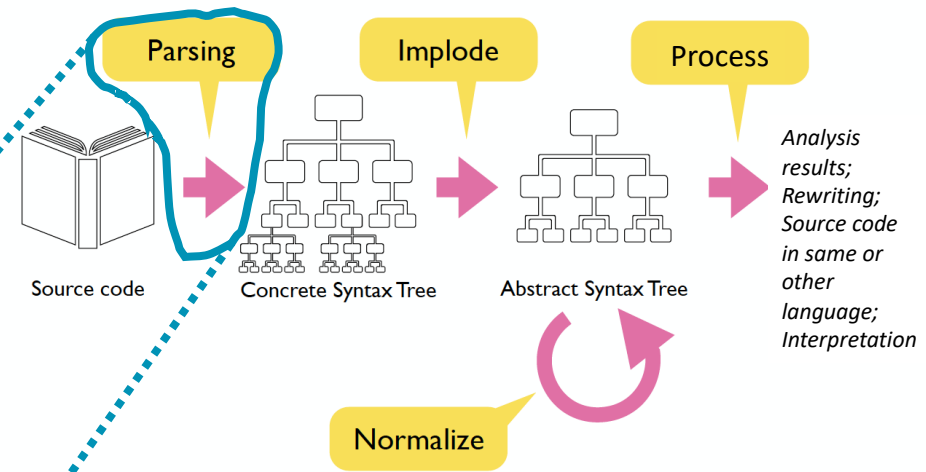 Parsing
Implode
Process
Analysis
results;
Rewriting;
Source code
in same or
other
language;
Interpretation
Source code
Concrete Syntax Tree
Abstract Syntax Tree
Normalize